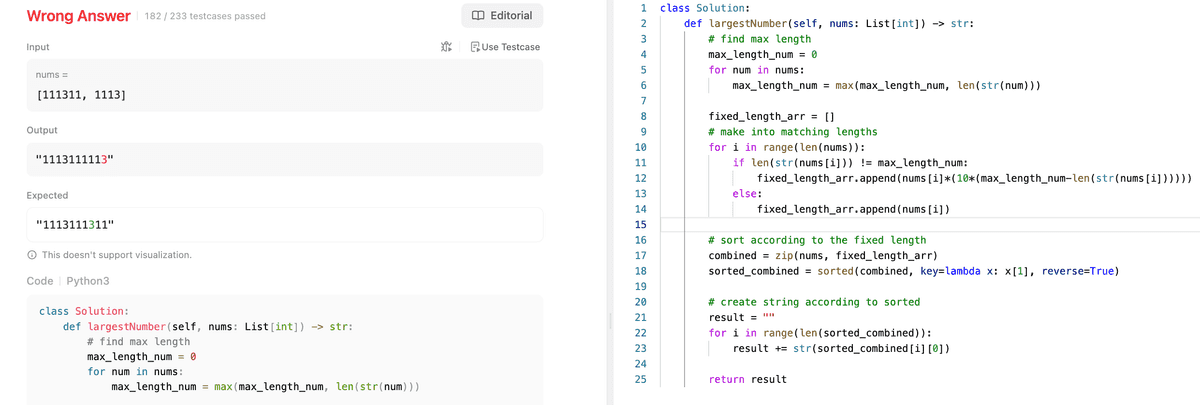 Wrong Answer 182 / 233 testcases passed
Editorial
Input
Use Testcase
nums =
[111311, 1113]
Output
"1113111113"
Expected
"1113111311"
This doesn't support visualization.
Code Python3
class Solution:
def largestNumber(self, nums: List[int]) -> str:
# find max length
max_length_num = 0
for num in nums:
max_length_num = max(max_length_num, len(str(num)))
1 class Solution:
2 def largestNumber(self, nums: List[int]) -> str:
3 # find max length
4 max_length_num = 0
5 for num in nums:
6 max_length_num = max(max_length_num, len(str(num)))
7
8 fixed_length_arr = []
9 # make into matching lengths
10 for i in range(len(nums)):
11 if len(str(nums[i])) != max_length_num:
12 fixed_length_arr.append(nums[i]*(10*(max_length_num-len(str(nums[i])))))
13 else:
14 fixed_length_arr.append(nums[i])
15
16 # sort according to the fixed length
17 combined = zip(nums, fixed_length_arr)
18 sorted_combined = sorted(combined, key=lambda x: x[1], reverse=True)
19
20 # create string according to sorted
21 result = ""
22 for i in range(len(sorted_combined)):
23 result += str(sorted_combined[i][0])
24
25 return result